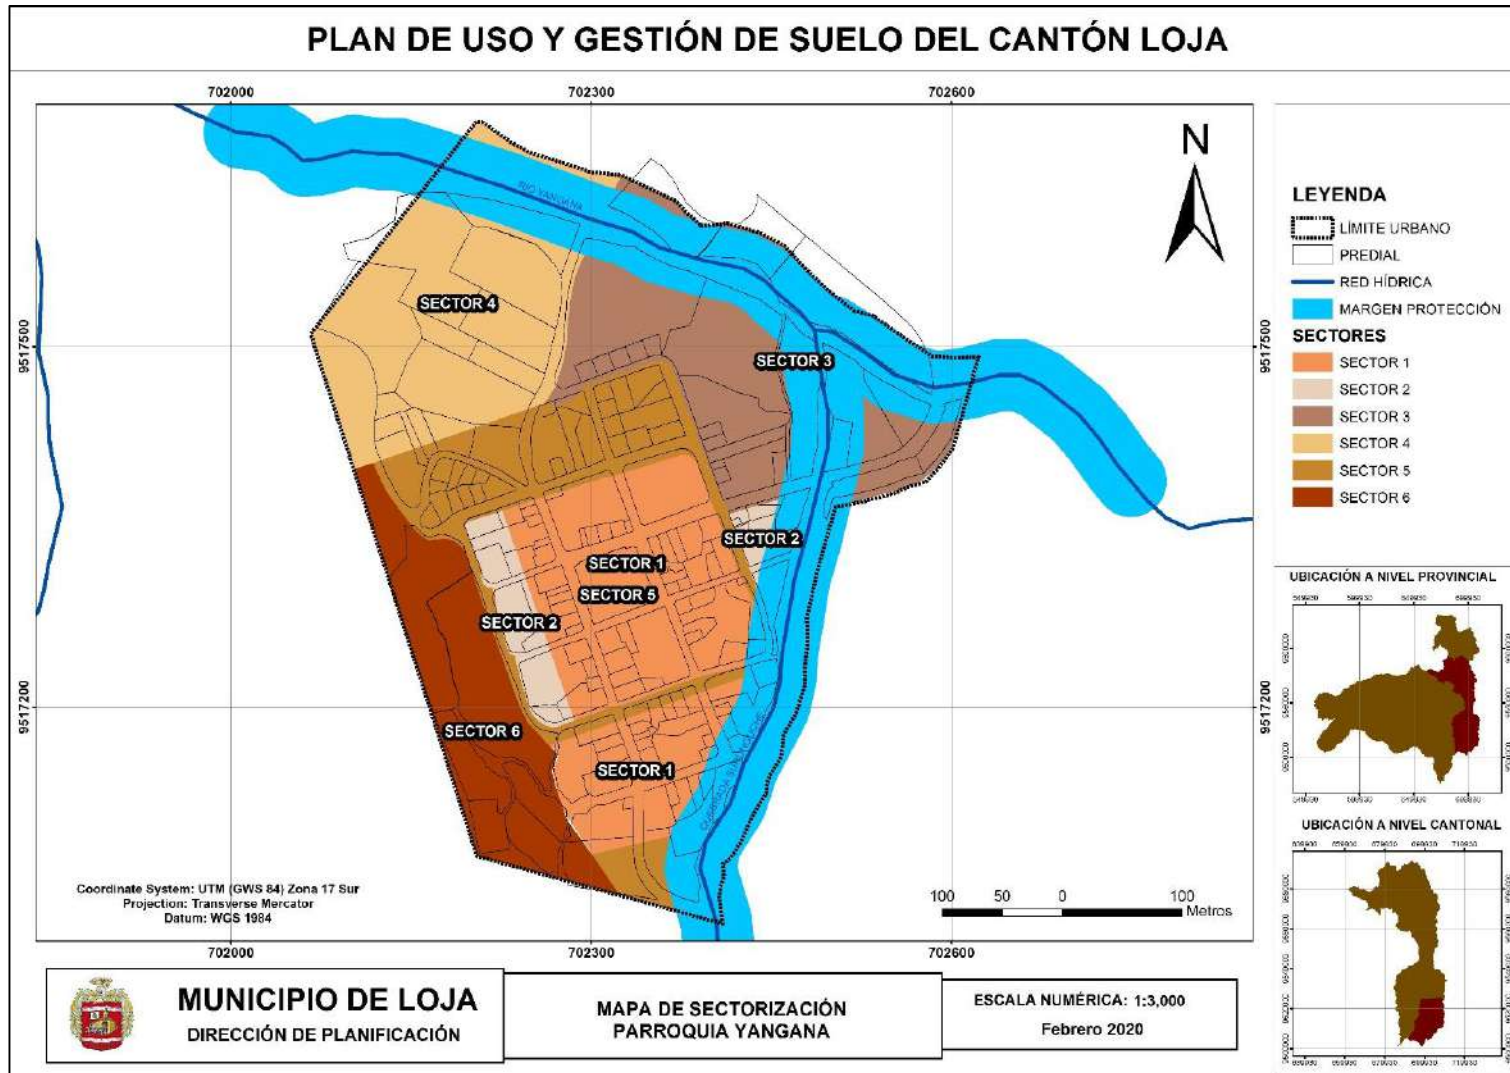 PLAN DE USO Y GESTIÓN DE SUELO DEL CANTÓN LOJA
702000 702300 702600
9517500
9517200
9517500
9517200
RÍO YANGANA
SECTOR 4
SECTOR 3
SECTOR 2
SECTOR 1
SECTOR 5
SECTOR 2
SECTOR 6
SECTOR 1
QUEBRADA
N
Coordinate System: UTM (GWS 84) Zona 17 Sur
Projection: Transverse Mercator
Datum: WGS 1984
100 50 0 100
Metros
702000 702300 702600
LEYENDA
LÍMITE URBANO
PREDIAL
RED HÍDRICA
MARGEN PROTECCIÓN
SECTORES
SECTOR 1
SECTOR 2
SECTOR 3
SECTOR 4
SECTOR 5
SECTOR 6
UBICACIÓN A NIVEL PROVINCIAL
UBICACIÓN A NIVEL CANTONAL
MUNICIPIO DE LOJA
DIRECCIÓN DE PLANIFICACIÓN
MAPA DE SECTORIZACIÓN
PARROQUIA YANGANA
ESCALA NUMÉRICA: 1:3,000
Febrero 2020